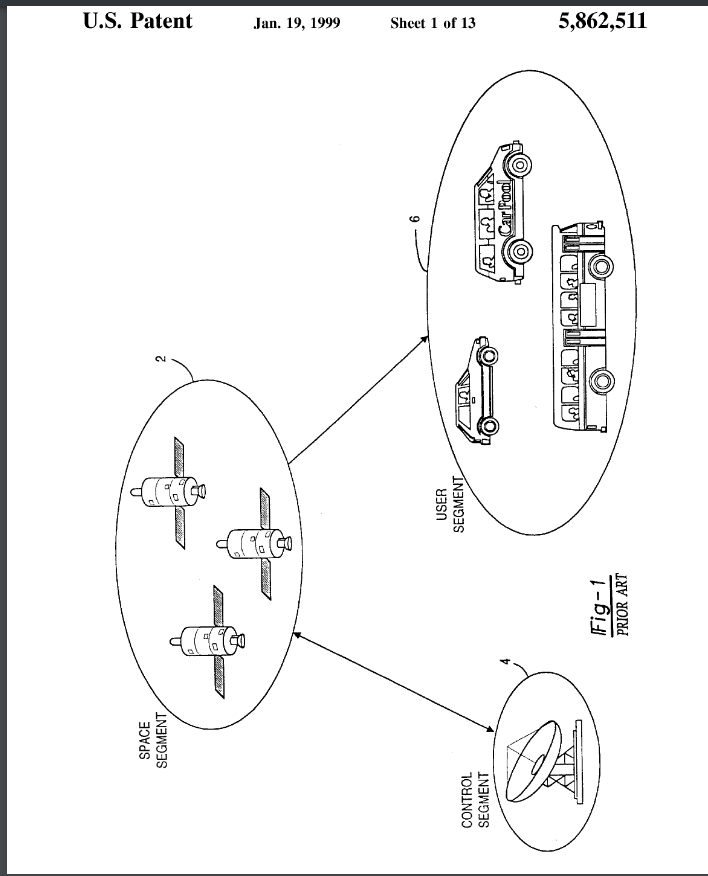 U.S. Patent Jan. 19, 1999 Sheet 1 of 13 5,862,511
2
SPACE
SEGMENT
6
Car Pool
USER
SEGMENT
4
CONTROL
SEGMENT
Fig-1
PRIOR ART